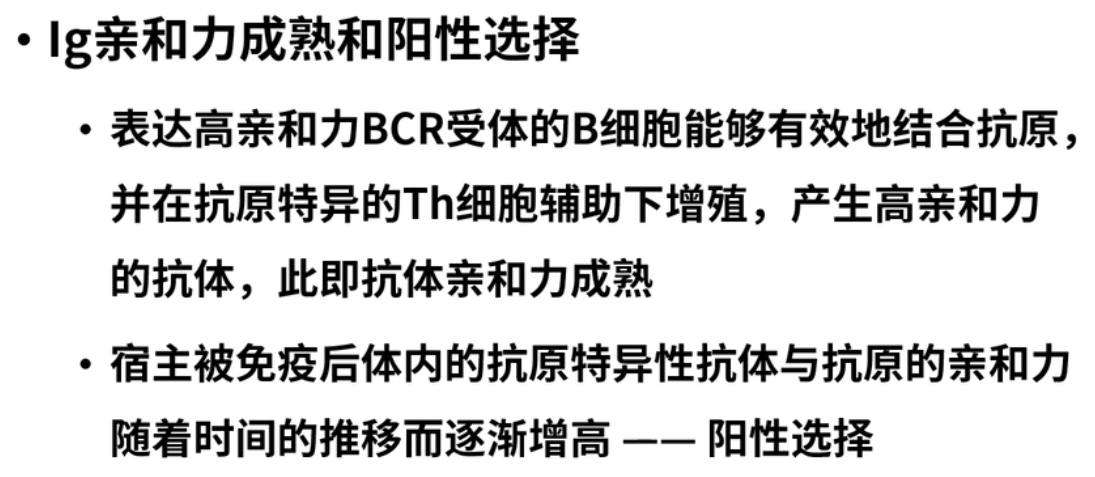 • Ig亲和力成熟和阳性选择
• 表达高亲和力BCR受体的B细胞能够有效地结合抗原，
并在抗原特异的Th细胞辅助下增殖，产生高亲和力
的抗体，此即抗体亲和力成熟
• 宿主被免疫后体内的抗原特异性抗体与抗原的亲和力
随着时间的推移而逐渐增高 —— 阳性选择